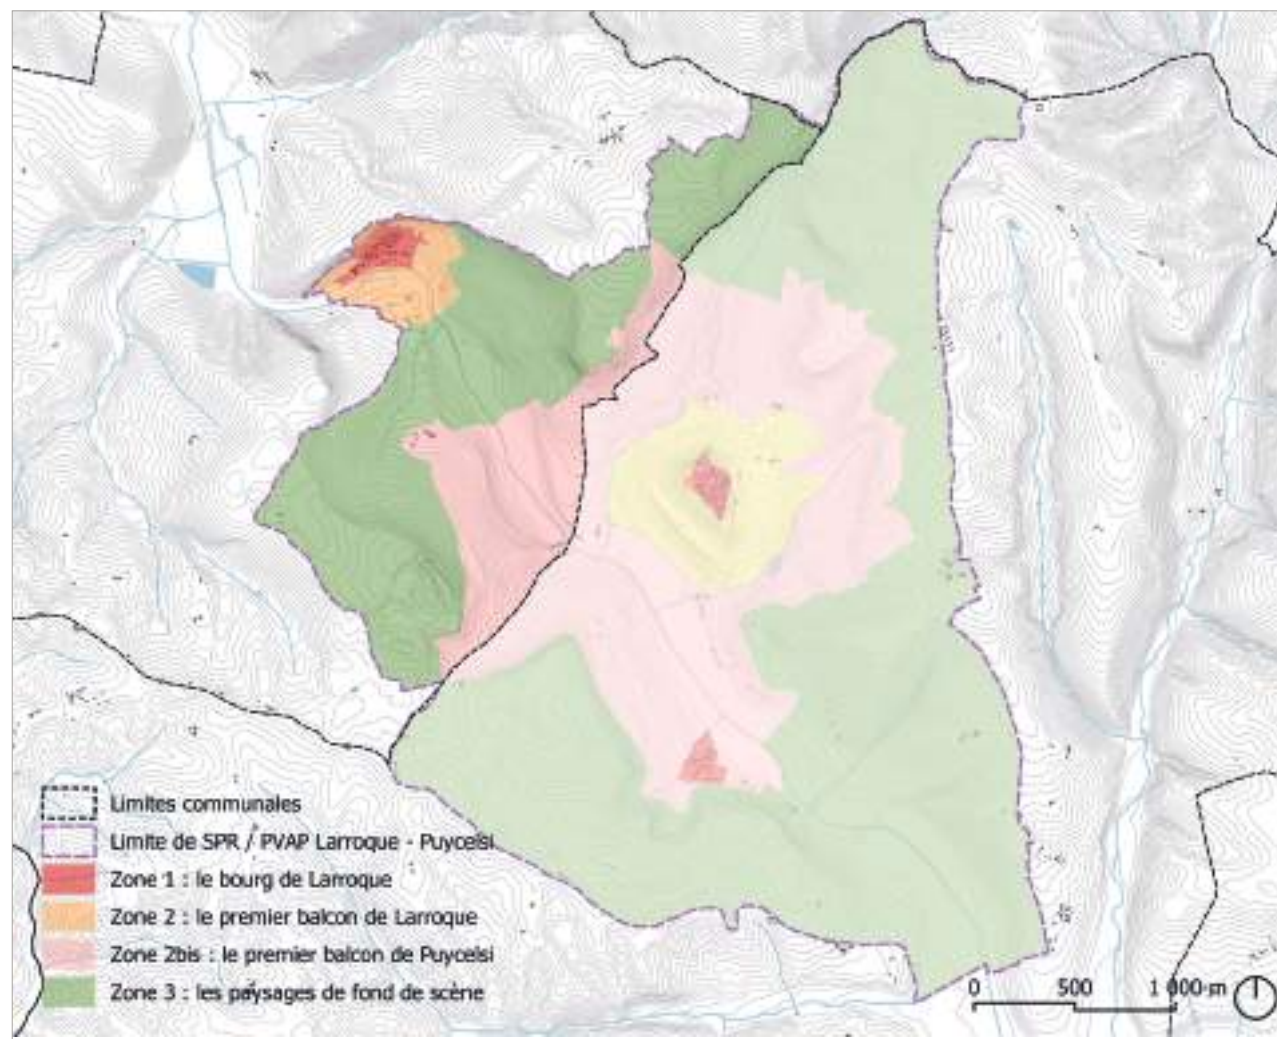 Limites communales
Limite de SPR / PVAP Larroque - Puycelsi
Zone 1 : le bourg de Larroque
Zone 2 : le premier balcon de Larroque
Zone 2bis : le premier balcon de Puycelsi
Zone 3 : les paysages de fond de scène
0 500 1 000 m